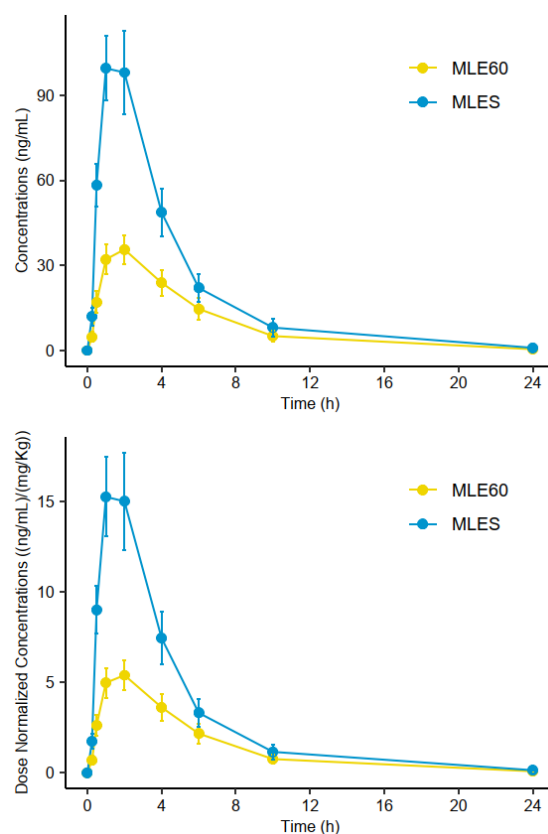 Concentrations (ng/mL)
MLE60
MLES
90
60
30
0
0 4 8 12 16 20 24
Time (h)
Dose Normalized Concentrations ((ng/mL)/(mg/Kg))
MLE60
MLES
15
10
5
0
0 4 8 12 16 20 24
Time (h)